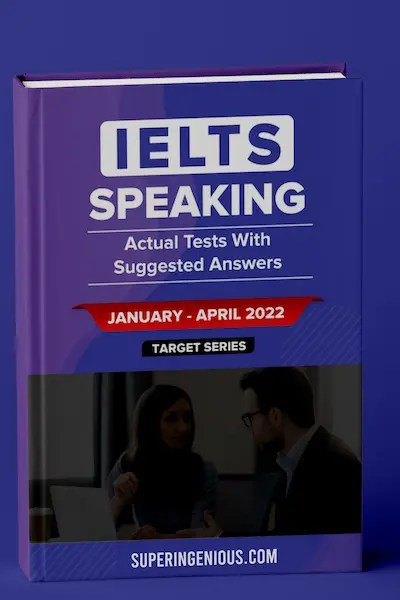 IELTS
SPEAKING
Actual Tests With
Suggested Answers
JANUARY - APRIL 2022
TARGET SERIES
SUPERINGENIOUS.COM